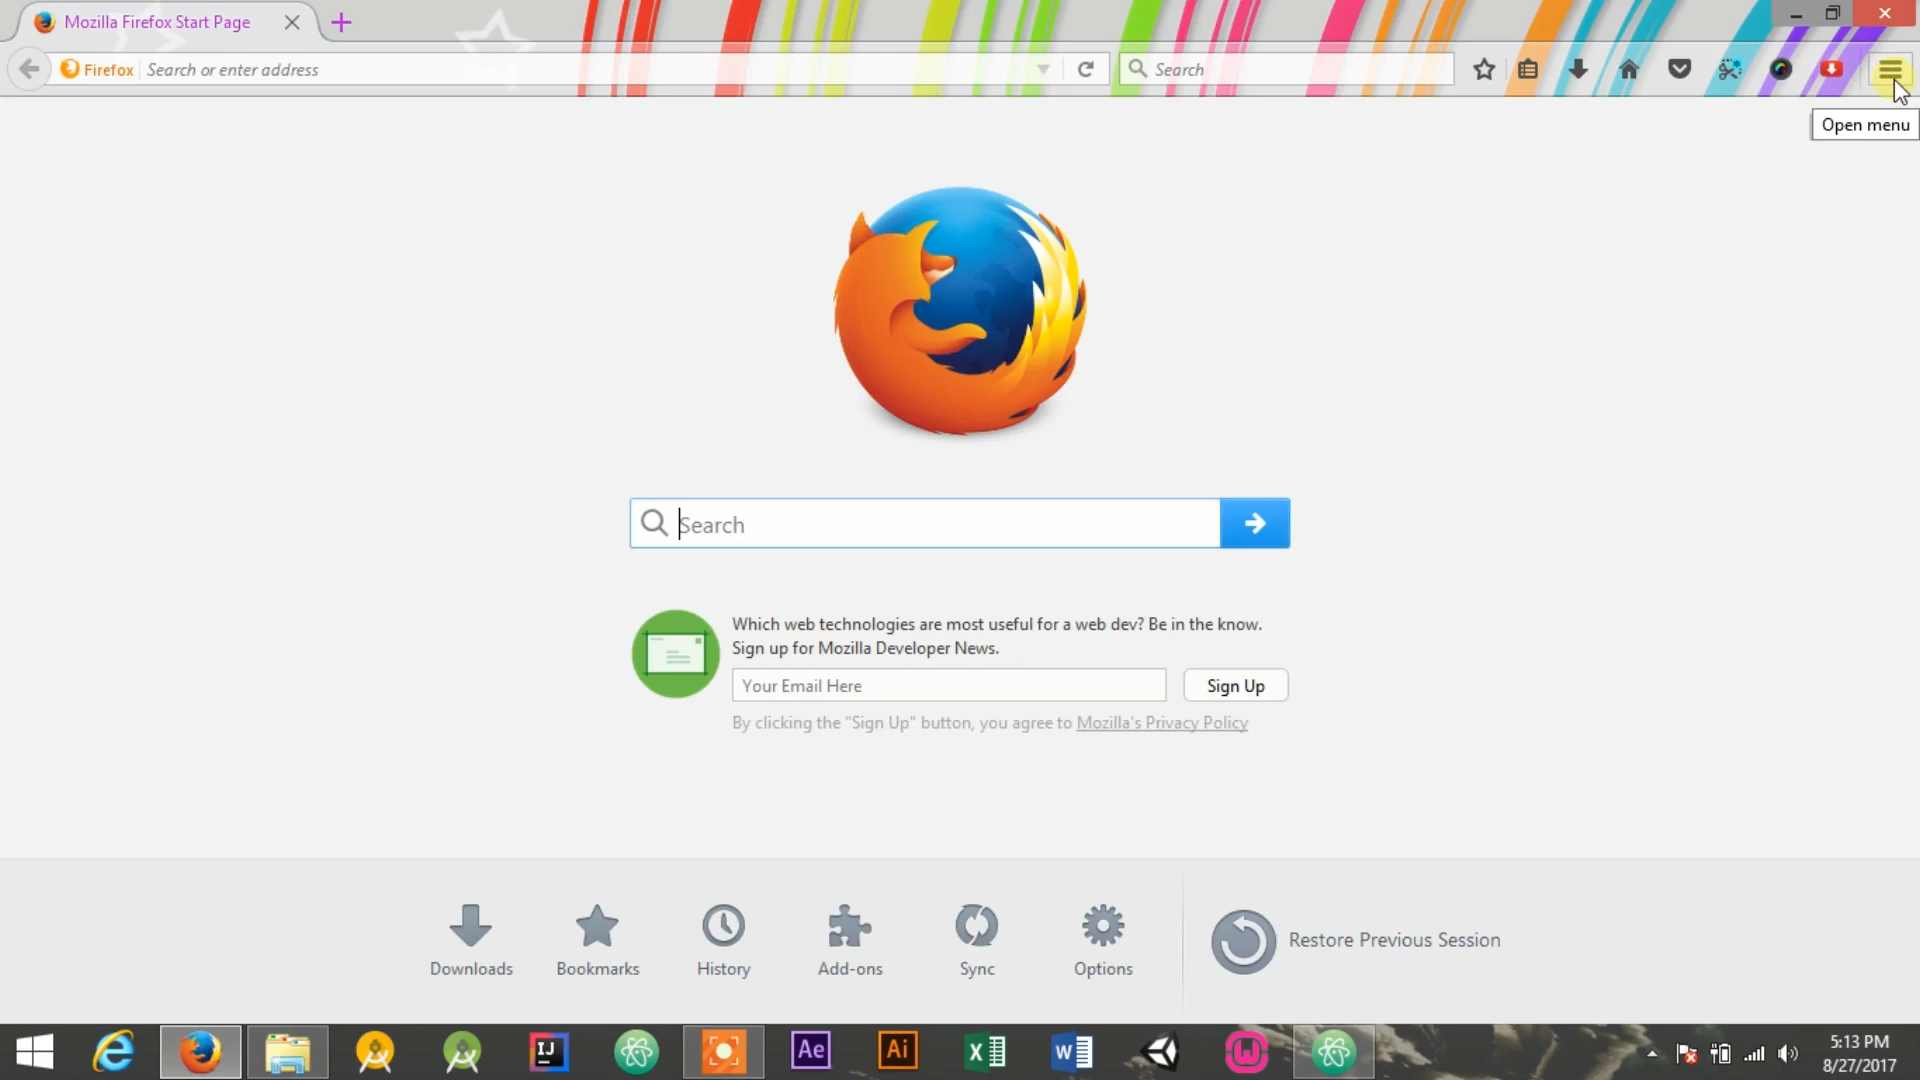 Mozilla Firefox Start Page
Firefox Search or enter address
Search
Open menu
Search
Which web technologies are most useful for a web dev? Be in the know.
Sign up for Mozilla Developer News.
Your Email Here
Sign Up
By clicking the "Sign Up" button, you agree to Mozilla's Privacy Policy
Downloads
Bookmarks
History
Add-ons
Sync
Options
Restore Previous Session
IJ
Ae
Ai
5:13 PM
8/27/2017